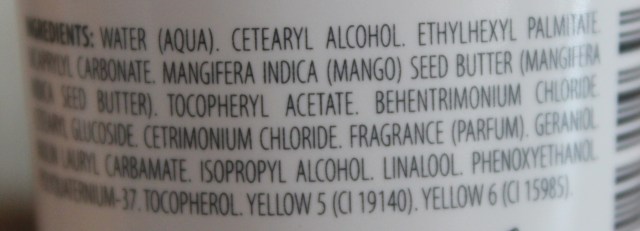 INGREDIENTS: WATER (AQUA). CETEARYL ALCOHOL. ETHYLHEXYL PALMITATE.
CARBONATE. MANGIFERA INDICA (MANGO) SEED BUTTER (MANGIFERA
SEED BUTTER). TOCOPHERYL ACETATE. BEHENTRIMONIUM CHLORIDE.
GLUCOSIDE. CETRIMONIUM CHLORIDE. FRAGRANCE (PARFUM). GERANIOL.
LAURYL CARBAMATE. ISOPROPYL ALCOHOL. LINALOOL. PHENOXYETHANOL.
TOCOPHEROL. YELLOW 5 (CI 19140). YELLOW 6 (CI 15985).